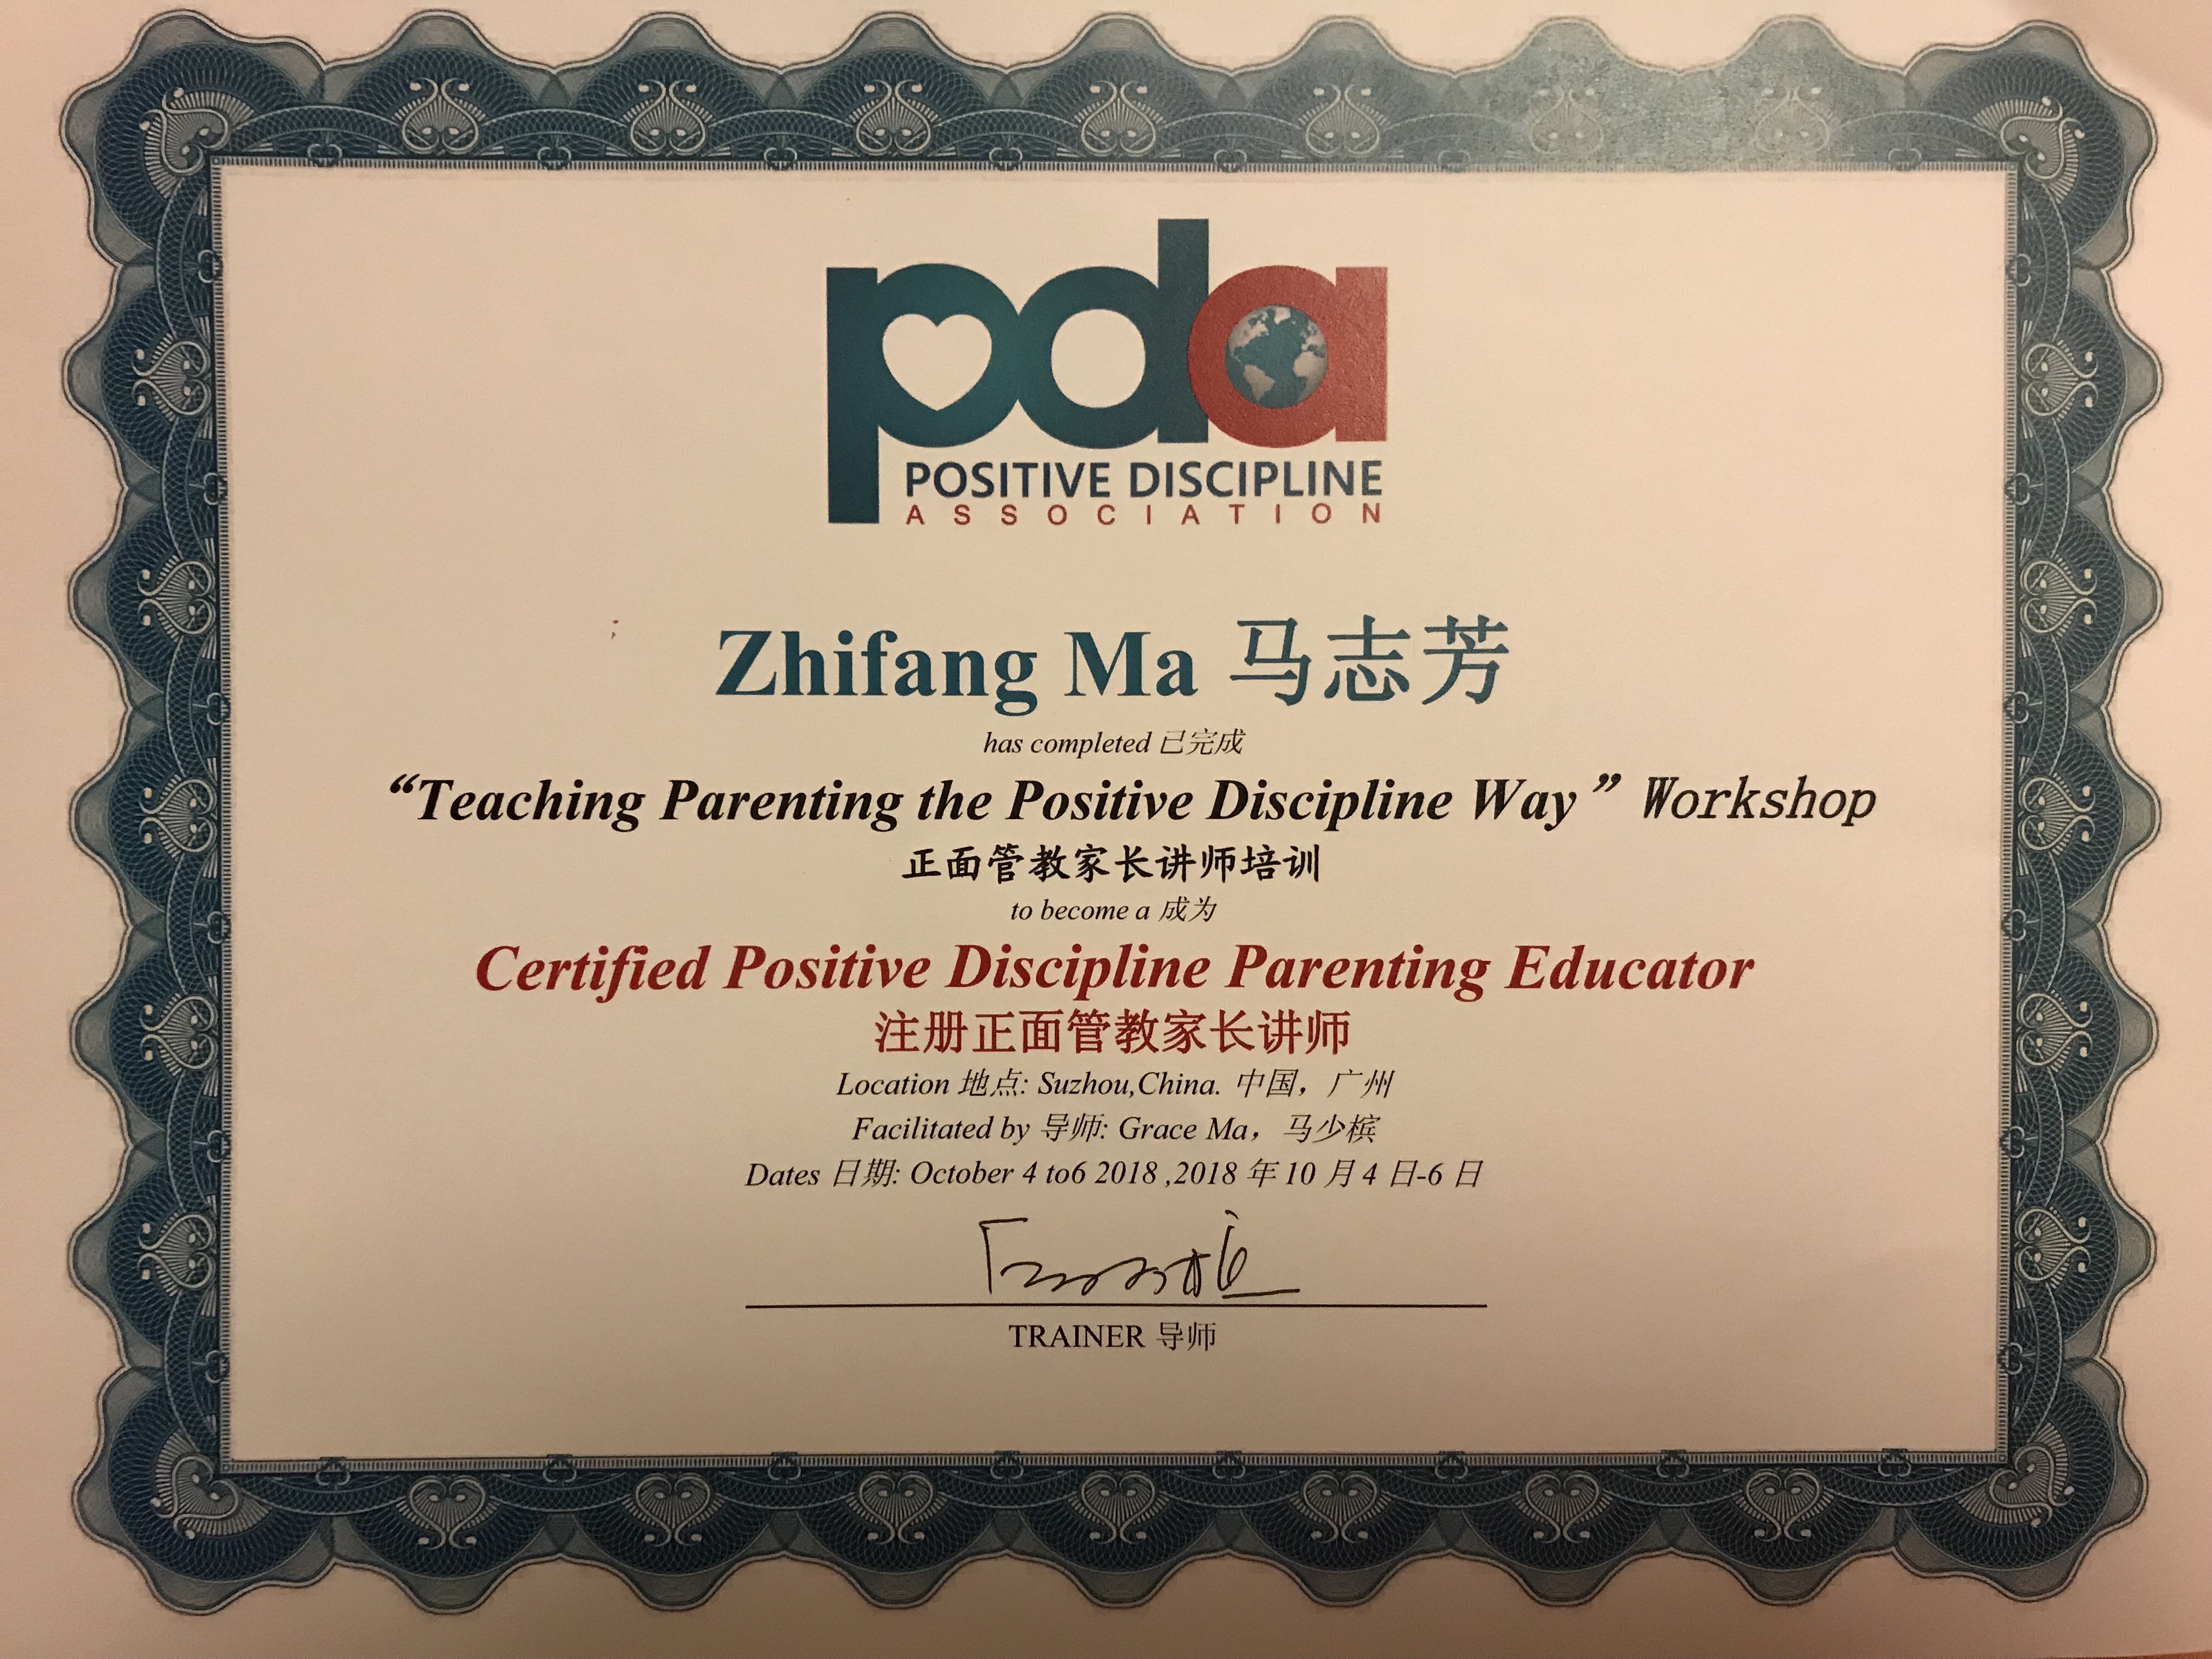 pda
POSITIVE DISCIPLINE
ASSOCIATION
Zhifang Ma 马志芳
has completed 已完成
“Teaching Parenting the Positive Discipline Way” Workshop
正面管教家长讲师培训
to become a 成为
Certified Positive Discipline Parenting Educator
注册正面管教家长讲师
Location 地点: Suzhou,China. 中国，广州
Facilitated by 导师: Grace Ma，马少槟
Dates 日期: October 4 to6 2018 ,2018 年 10 月 4 日-6 日
TRAINER 导师